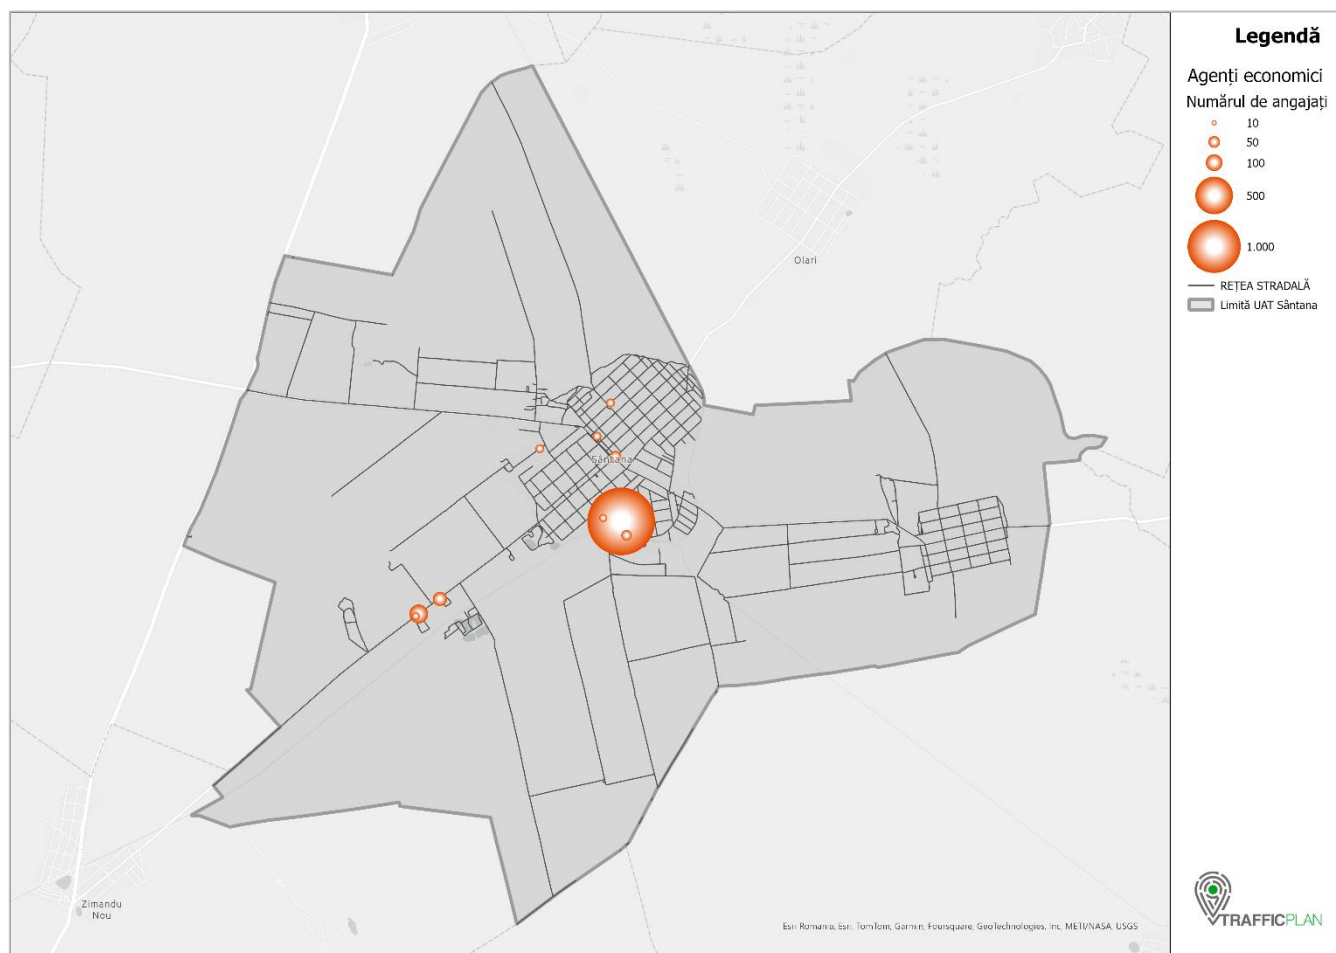 Legendă
Agenți economici
Numărul de angajați
10
50
100
500
1.000
REȚEA STRADALĂ
Limită UAT Sântana
Olari
Sântana
Zimandu
Nou
Esri Romania, Esri, TomTom, Garmin, Foursquare, GeoTechnologies, Inc, METI/NASA, USGS
TRAFFICPLAN